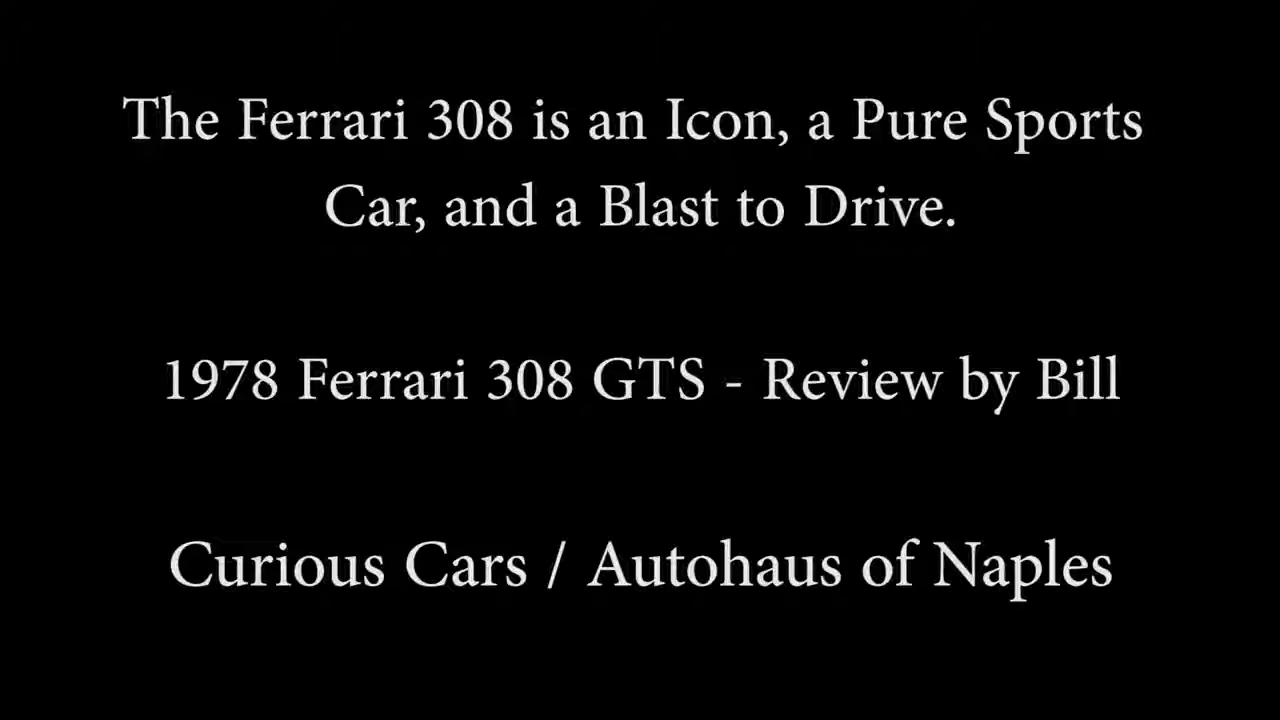 The Ferrari 308 is an Icon, a Pure Sports
Car, and a Blast to Drive.
1978 Ferrari 308 GTS - Review by Bill
Curious Cars / Autohaus of Naples